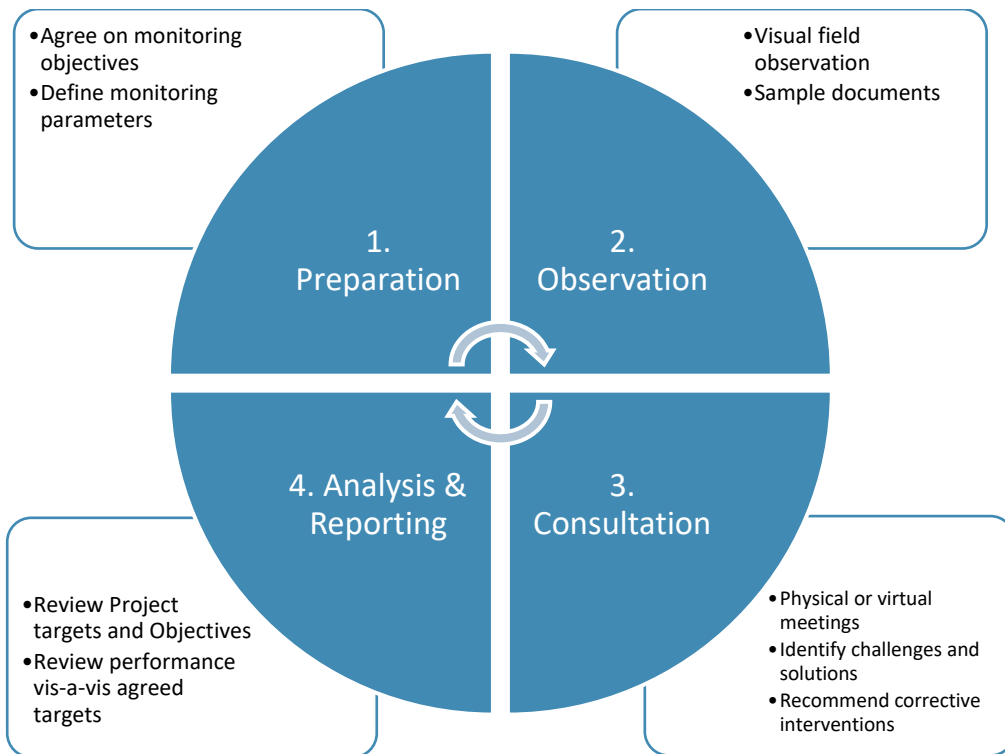 •Agree on monitoring
objectives
•Define monitoring
parameters
•Visual field
observation
•Sample documents
1.
Preparation
2.
Observation
4. Analysis &
Reporting
3.
Consultation
•Review Project
targets and Objectives
•Review performance
vis-a-vis agreed
targets
•Physical or virtual
meetings
•Identify challenges and
solutions
•Recommend corrective
interventions